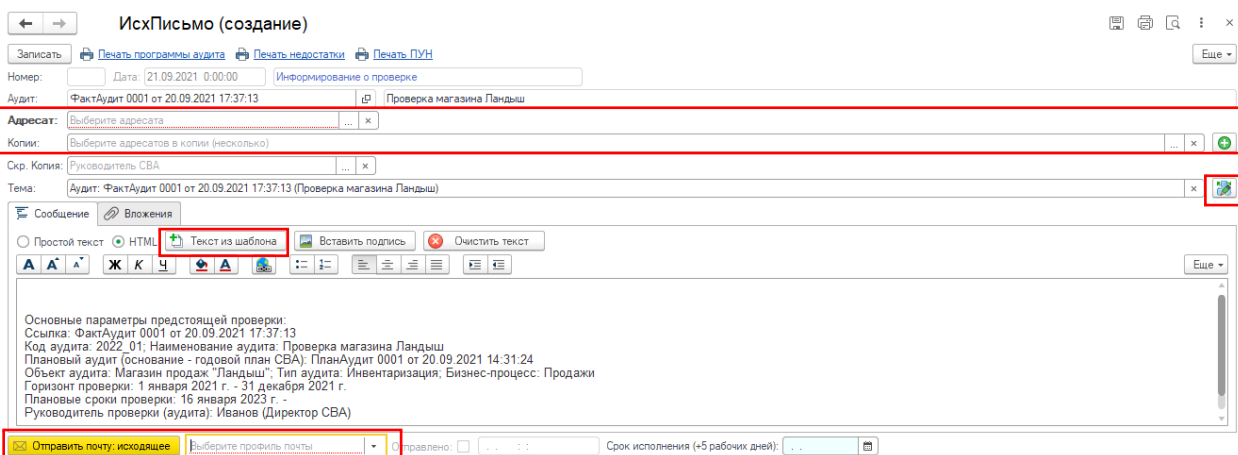 ИсхПисьмо (создание)
Записать Печать программы аудита Печать недостатки Печать ПУН Еще
Номер: Дата: 21.09.2021 0:00:00 Информирование о проверке
Аудит: ФактАудит 0001 от 20.09.2021 17:37:13 Проверка магазина Ландыш
Адресат: Выберите адресата ... ×
Копии: Выберите адресатов в копии (несколько) ... ×
Скр. Копия: Руководитель СВА ... ×
Тема: Аудит: ФактАудит 0001 от 20.09.2021 17:37:13 (Проверка магазина Ландыш) ×
Сообщение Вложения
Простой текст HTML Текст из шаблона Вставить подпись Очистить текст
А А А Ж К Ч А Еще
Основные параметры предстоящей проверки:
Ссылка: ФактАудит 0001 от 20.09.2021 17:37:13
Код аудита: 2022_01; Наименование аудита: Проверка магазина Ландыш
Плановый аудит (основание - годовой план СВА): ПланАудит 0001 от 20.09.2021 14:31:24
Объект аудита: Магазин продаж "Ландыш"; Тип аудита: Инвентаризация; Бизнес-процесс: Продажи
Горизонт проверки: 1 января 2021 г. - 31 декабря 2021 г.
Плановые сроки проверки: 16 января 2023 г. -
Руководитель проверки (аудита): Иванов (Директор СВА)
Отправить почту: исходящее Выберите профиль почты Отправлено: . . : : Срок исполнения (+5 рабочих дней): . .